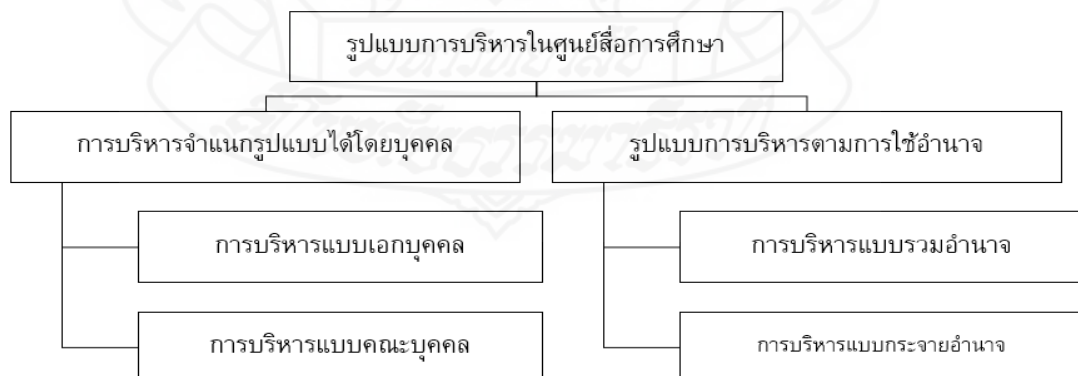 รูปแบบการบริหารในศูนย์สื่อการศึกษา
การบริหารจำแนกรูปแบบได้โดยบุคคล
รูปแบบการบริหารตามการใช้อำนาจ
การบริหารแบบเอกบุคคล
การบริหารแบบรวมอำนาจ
การบริหารแบบคณะบุคคล
การบริหารแบบกระจายอำนาจ